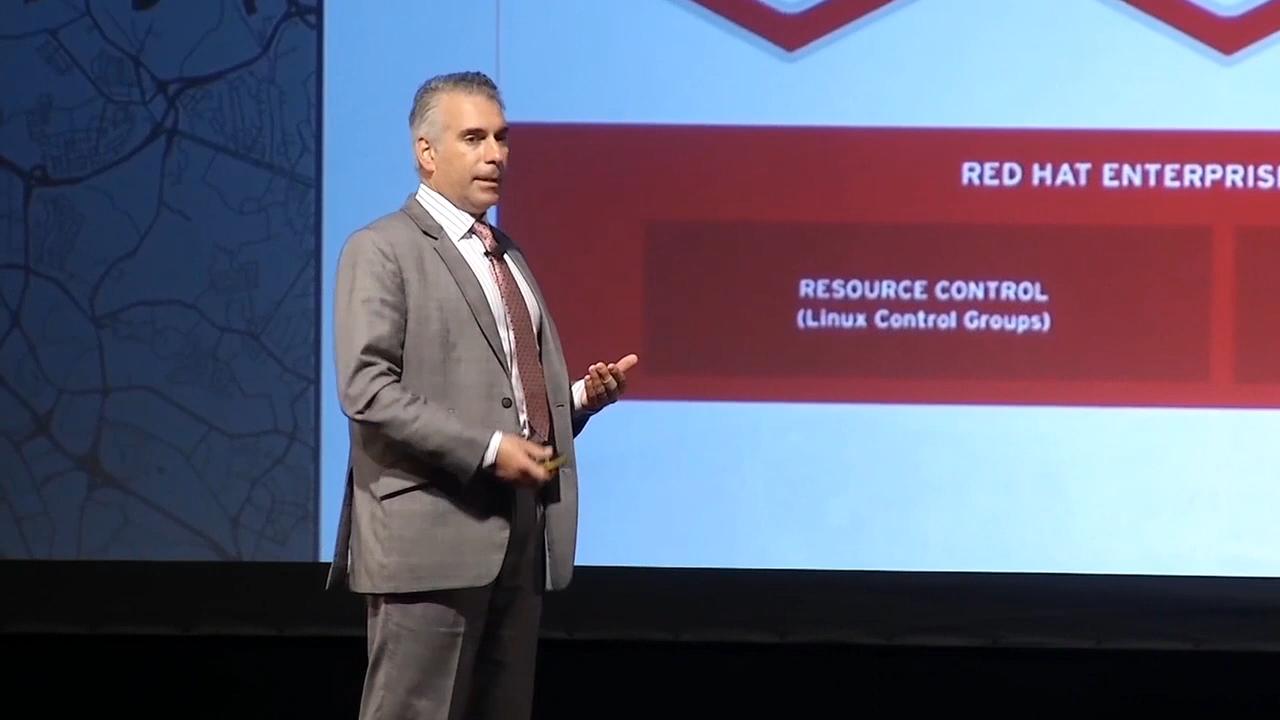 RED HAT ENTERPRIS
RESOURCE CONTROL
(Linux Control Groups)